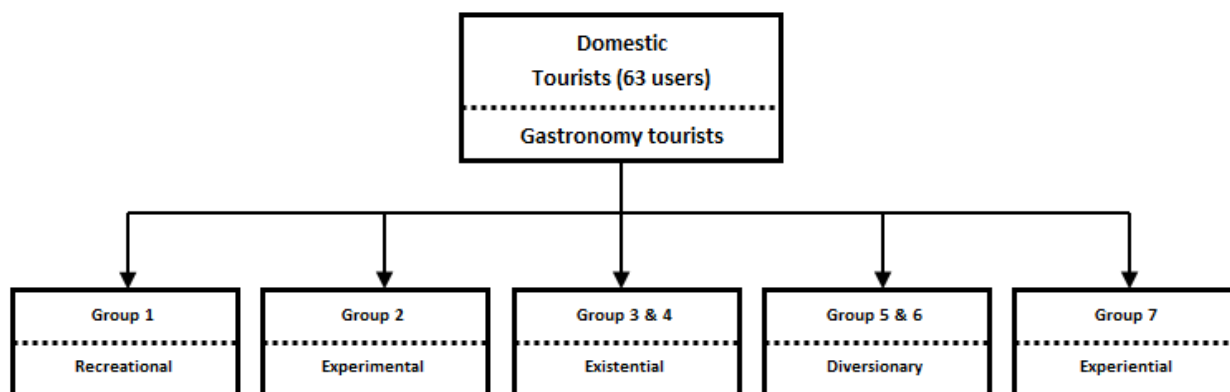 Domestic
Tourists (63 users)
Gastronomy tourists
Group 1
Recreational
Group 2
Experimental
Group 3 & 4
Existential
Group 5 & 6
Diversionary
Group 7
Experiential